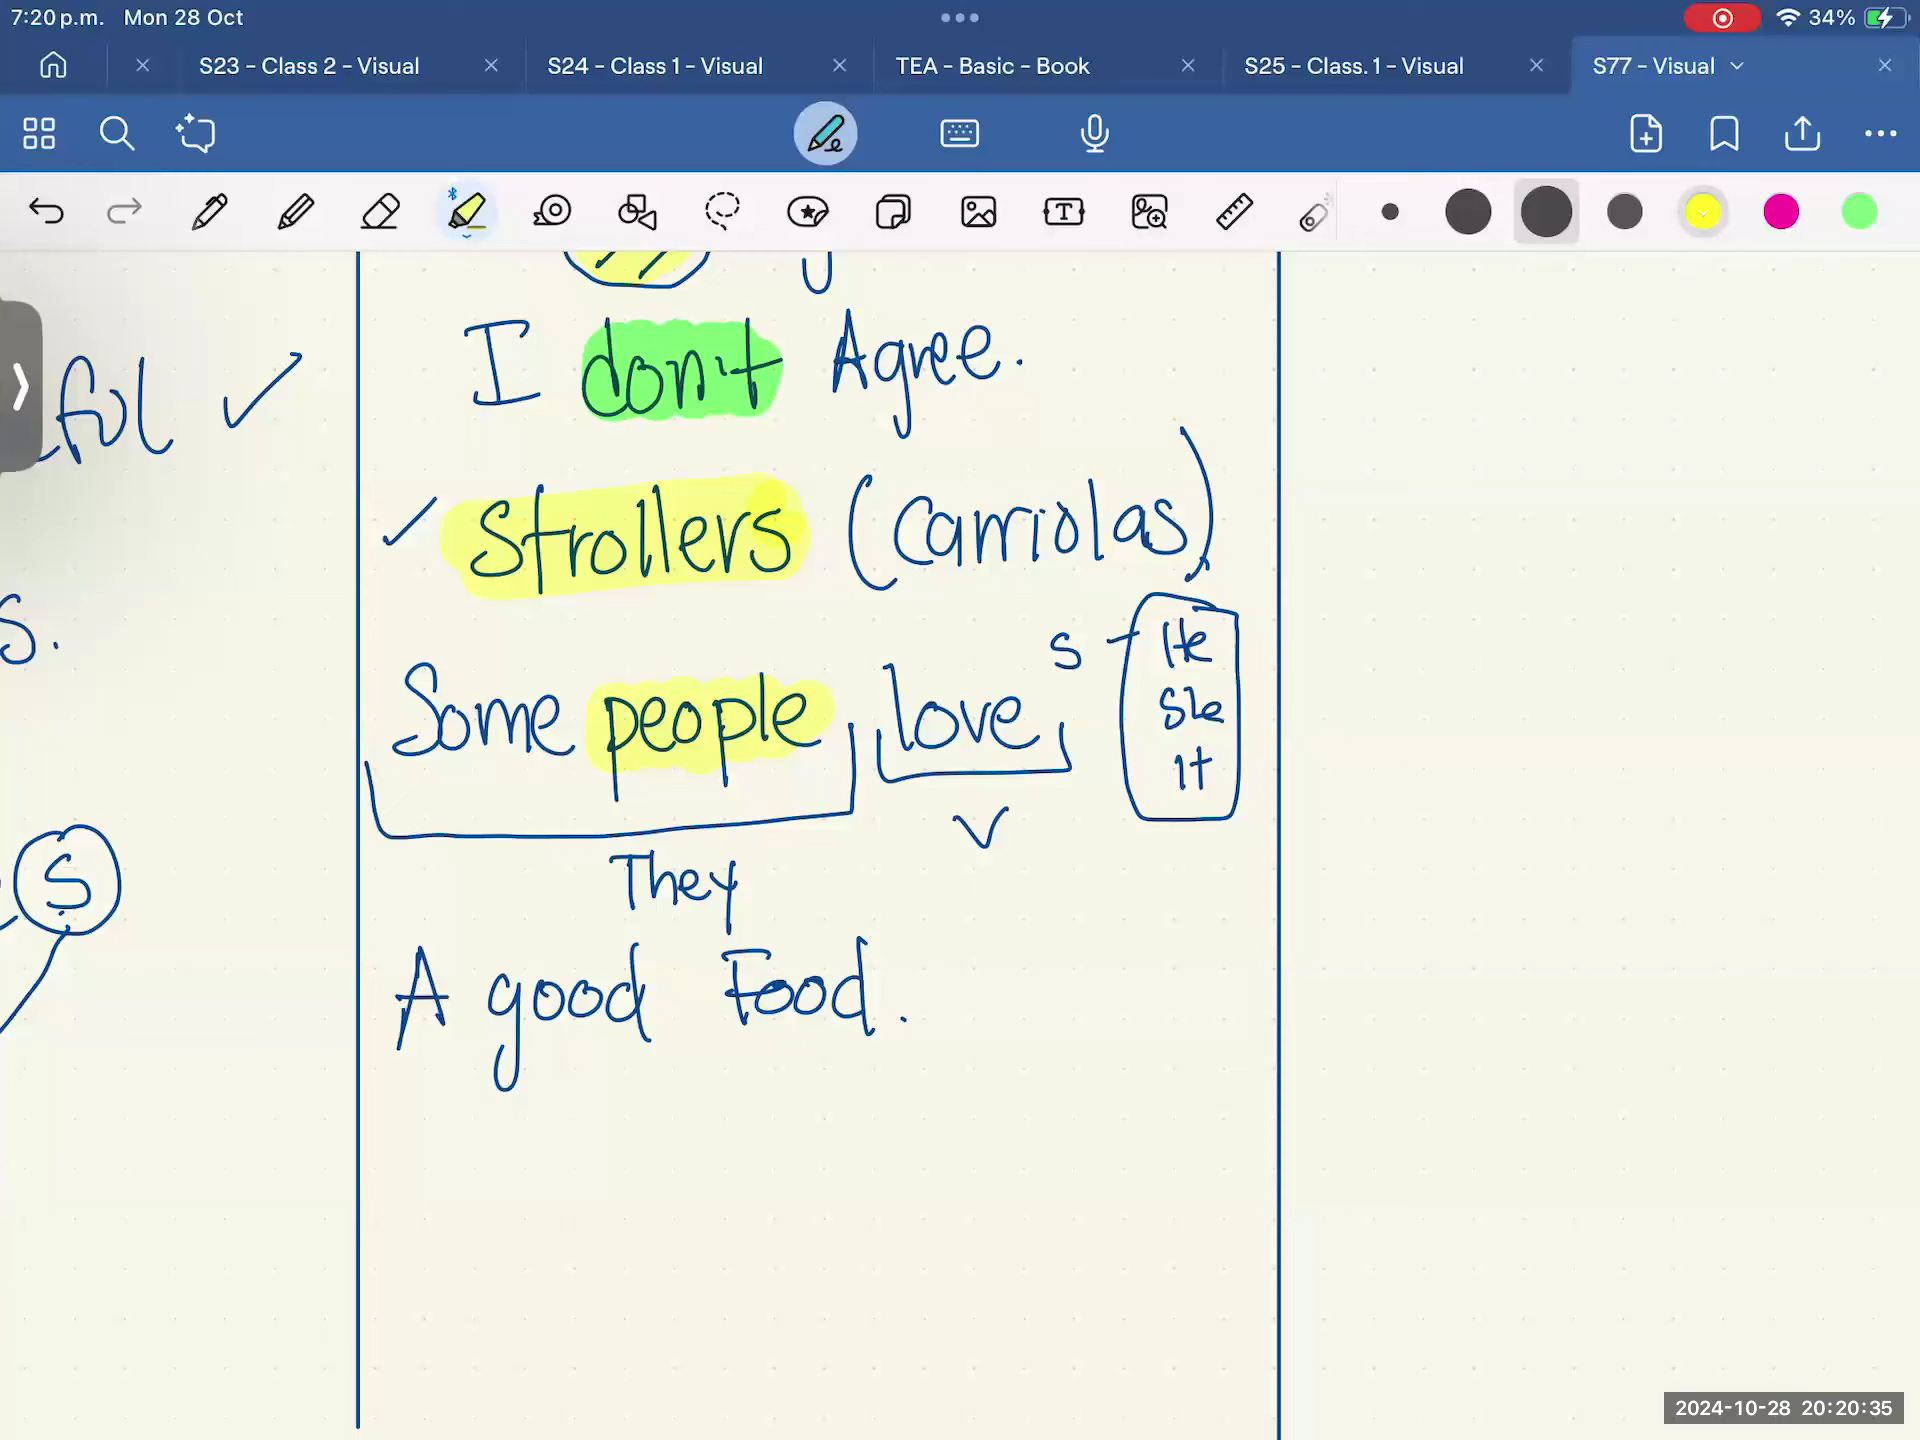 7:20 p.m. Mon 28 Oct
34%
S23 - Class 2 - Visual
S24 - Class 1 - Visual
TEA - Basic - Book
S25 - Class. 1 - Visual
S77 - Visual
I don't Agree.
ful ✓
✓ Strollers (Carriolas)
S.
Some people love s - He
She
It
They
V
S
A good Food.
2024-10-28 20:20:35